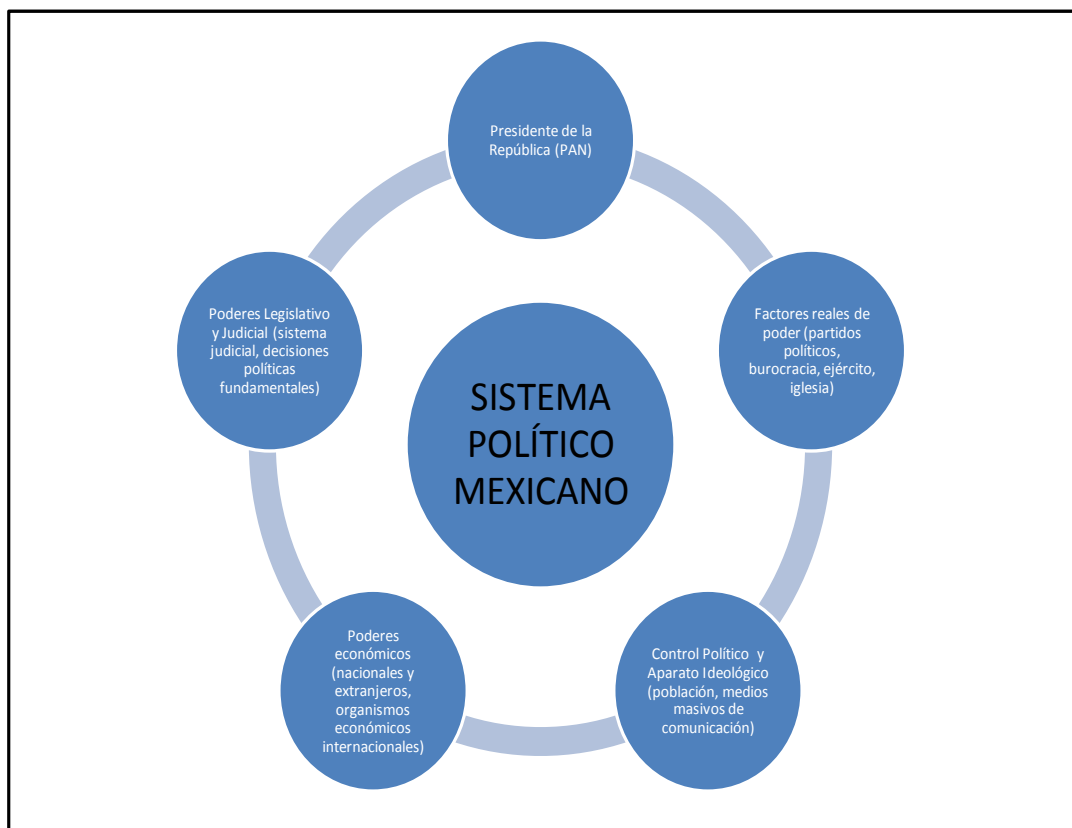 Presidente de la
República (PAN)
Factores reales de
poder (partidos
políticos,
burocracia, ejército,
iglesia)
Control Político y
Aparato Ideológico
(población, medios
masivos de
comunicación)
Poderes
económicos
(nacionales y
extranjeros,
organismos
económicos
internacionales)
Poderes Legislativo
y Judicial (sistema
judicial, decisiones
políticas
fundamentales)
SISTEMA
POLÍTICO
MEXICANO